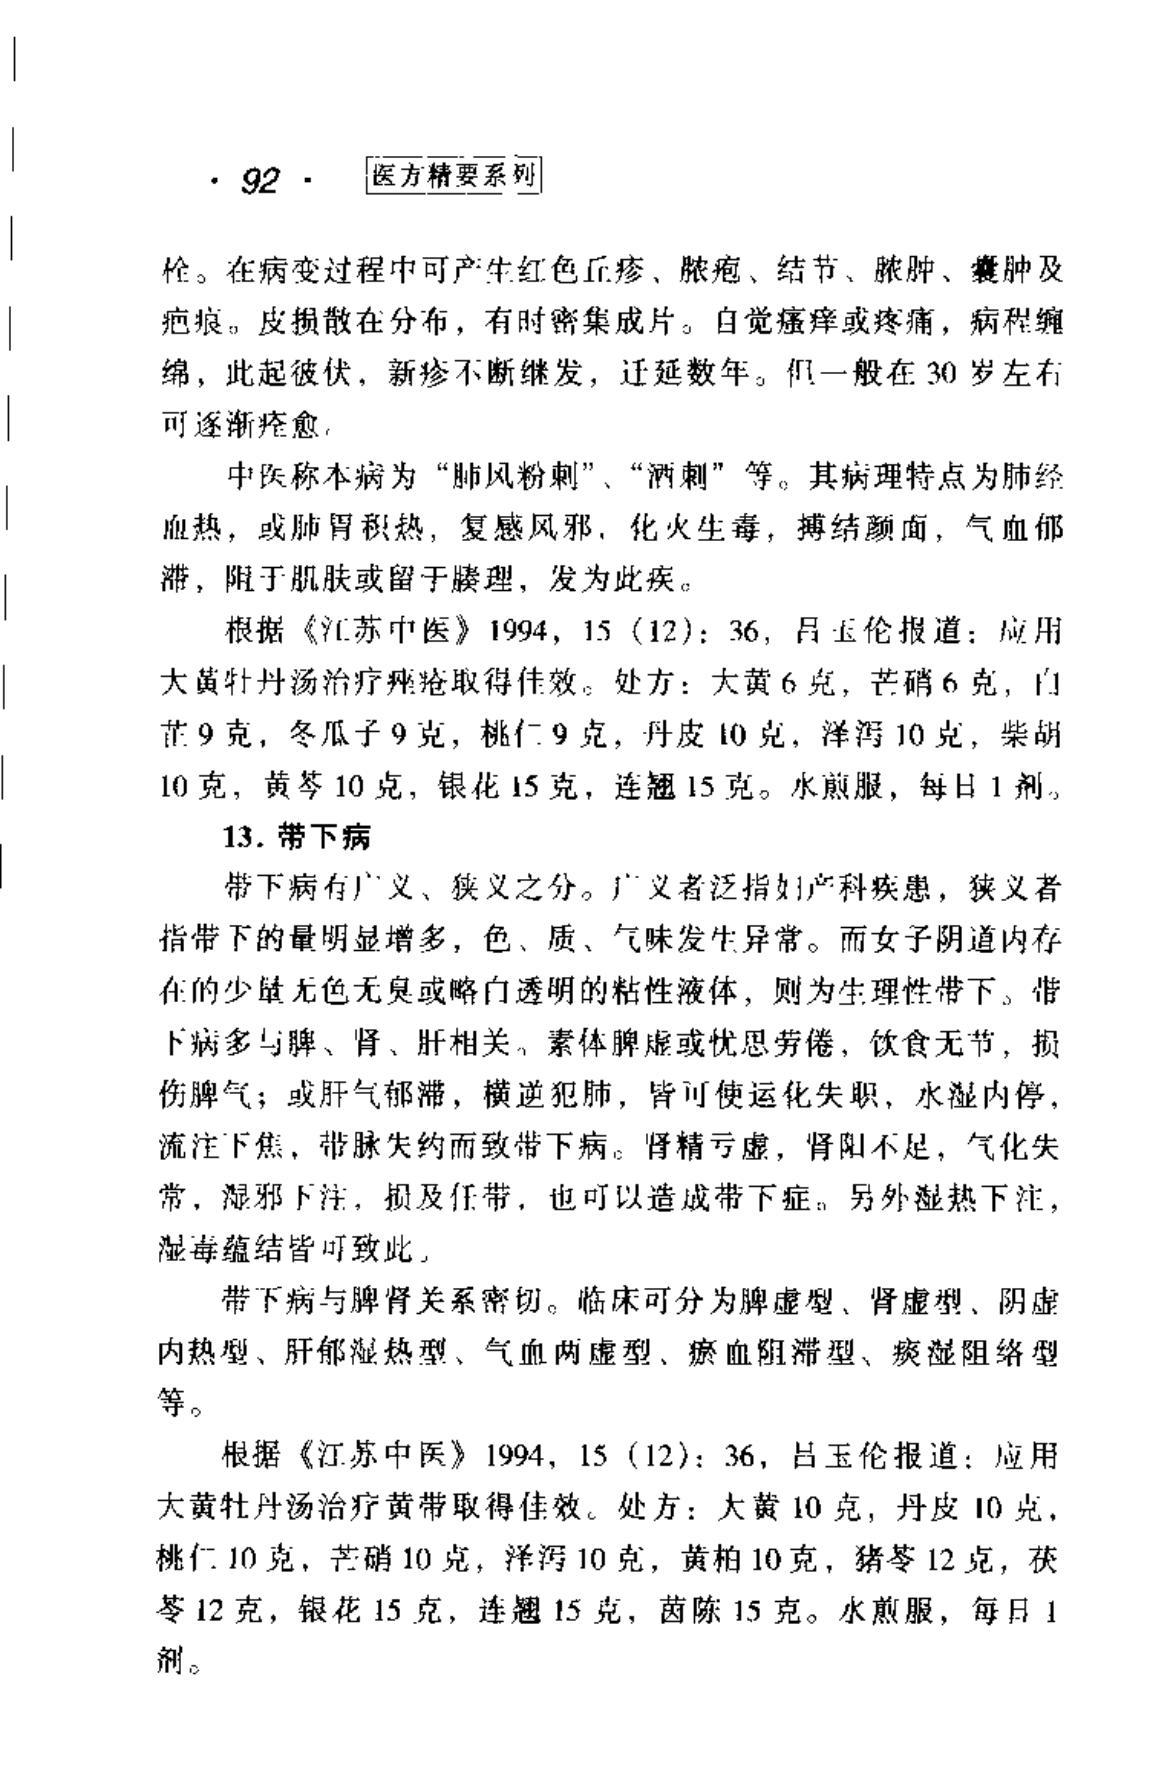 · 92 · 医方精要系列
栓。在病变过程中可产生红色丘疹、脓疱、结节、脓肿、囊肿及
疤痕。皮损散在分布，有时密集成片。自觉瘙痒或疼痛，病程缠
绵，此起彼伏，新疹不断继发，迁延数年。但一般在 30 岁左右
可逐渐痊愈。
中医称本病为“肺风粉刺”、“酒刺”等。其病理特点为肺经
血热，或肺胃积热，复感风邪，化火生毒，搏结颜面，气血郁
滞，阻于肌肤或留于腠理，发为此疾。
根据《江苏中医》1994，15（12）：36，吕玉伦报道：应用
大黄牡丹汤治疗痤疮取得佳效。处方：大黄 6 克，芒硝 6 克，白
芷 9 克，冬瓜子 9 克，桃仁 9 克，丹皮 10 克，泽泻 10 克，柴胡
10 克，黄芩 10 克，银花 15 克，连翘 15 克。水煎服，每日 1 剂。
13. 带下病
带下病有广义、狭义之分。广义者泛指妇产科疾患，狭义者
指带下的量明显增多，色、质、气味发生异常。而女子阴道内存
在的少量无色无臭或略白透明的粘性液体，则为生理性带下。带
下病多与脾、肾、肝相关。素体脾虚或忧思劳倦，饮食无节，损
伤脾气；或肝气郁滞，横逆犯肺，皆可使运化失职，水湿内停，
流注下焦，带脉失约而致带下病。肾精亏虚，肾阳不足，气化失
常，湿邪下注，损及任带，也可以造成带下症。另外湿热下注，
湿毒蕴结皆可致此。
带下病与脾肾关系密切。临床可分为脾虚型、肾虚型、阴虚
内热型、肝郁湿热型、气血两虚型、瘀血阻滞型、痰湿阻络型
等。
根据《江苏中医》1994，15（12）：36，吕玉伦报道：应用
大黄牡丹汤治疗黄带取得佳效。处方：大黄 10 克，丹皮 10 克，
桃仁 10 克，芒硝 10 克，泽泻 10 克，黄柏 10 克，猪苓 12 克，茯
苓 12 克，银花 15 克，连翘 15 克，茵陈 15 克。水煎服，每日 1
剂。